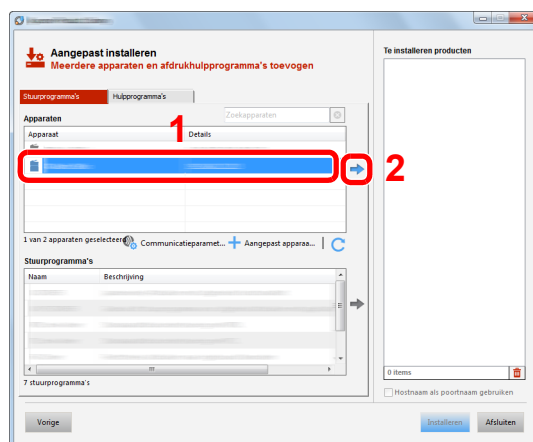 Aangepast installeren
Meerdere apparaten en afdrukhulpprogramma's toevogen
Stuurprogramma's
Hulpprogramma's
Apparaten
Zoekapparaten
Apparaat
Details
1
2
1 van 2 apparaten geselecteerd
Communicatieparamet...
Aangepast apparaa...
Stuurprogramma's
Naam
Beschrijving
7 stuurprogramma's
Te installeren producten
0 items
Hostnaam als poortnaam gebruiken
Vorige
Installeren
Afsluiten